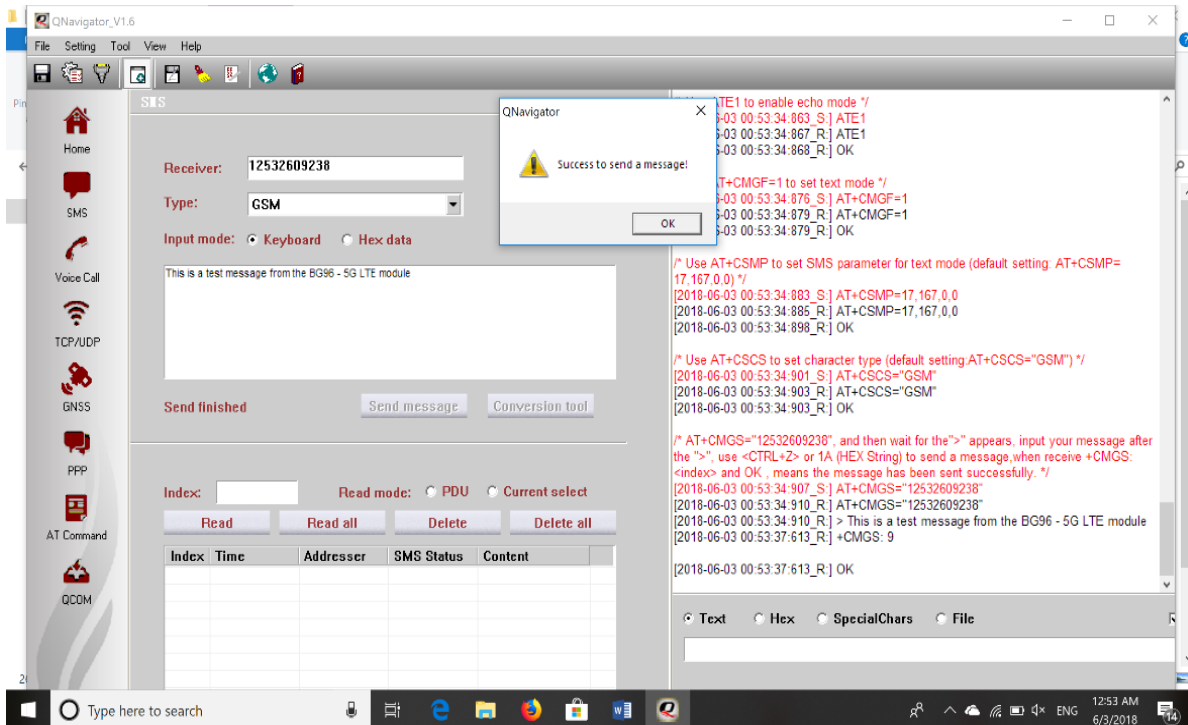 QNavigator_V1.6
File Setting Tool View Help
Pin
Home
SMS
Voice Call
TCP/UDP
GNSS
PPP
AT Command
QCOM
SMS
Receiver: 12532609238
Type: GSM
Input mode: Keyboard Hex data
This is a test message from the BG96 - 5G LTE module
Send finished Send message Conversion tool
Index: Read mode: PDU Current select
Read Read all Delete Delete all
Index Time Addresser SMS Status Content
QNavigator
Success to send a message!
OK
TE1 to enable echo mode */
-03 00:53:34:863_S:] ATE1
-03 00:53:34:867_R:] ATE1
-03 00:53:34:868_R:] OK
T+CMGF=1 to set text mode */
-03 00:53:34:876_S:] AT+CMGF=1
-03 00:53:34:879_R:] AT+CMGF=1
-03 00:53:34:879_R:] OK
/* Use AT+CSMP to set SMS parameter for text mode (default setting: AT+CSMP=
17,167,0,0) */
[2018-06-03 00:53:34:883_S:] AT+CSMP=17,167,0,0
[2018-06-03 00:53:34:885_R:] AT+CSMP=17,167,0,0
[2018-06-03 00:53:34:898_R:] OK
/* Use AT+CSCS to set character type (default setting:AT+CSCS="GSM") */
[2018-06-03 00:53:34:901_S:] AT+CSCS="GSM"
[2018-06-03 00:53:34:903_R:] AT+CSCS="GSM"
[2018-06-03 00:53:34:903_R:] OK
/* AT+CMGS="12532609238", and then wait for the">" appears, input your message after
the ">", use <CTRL+Z> or 1A (HEX String) to send a message,when receive +CMGS:
<index> and OK , means the message has been sent successfully. */
[2018-06-03 00:53:34:907_S:] AT+CMGS="12532609238"
[2018-06-03 00:53:34:910_R:] AT+CMGS="12532609238"
[2018-06-03 00:53:34:910_R:] > This is a test message from the BG96 - 5G LTE module
[2018-06-03 00:53:37:613_R:] +CMGS: 9
[2018-06-03 00:53:37:613_R:] OK
Text Hex SpecialChars File
Type here to search
ENG
12:53 AM
6/3/2018
14